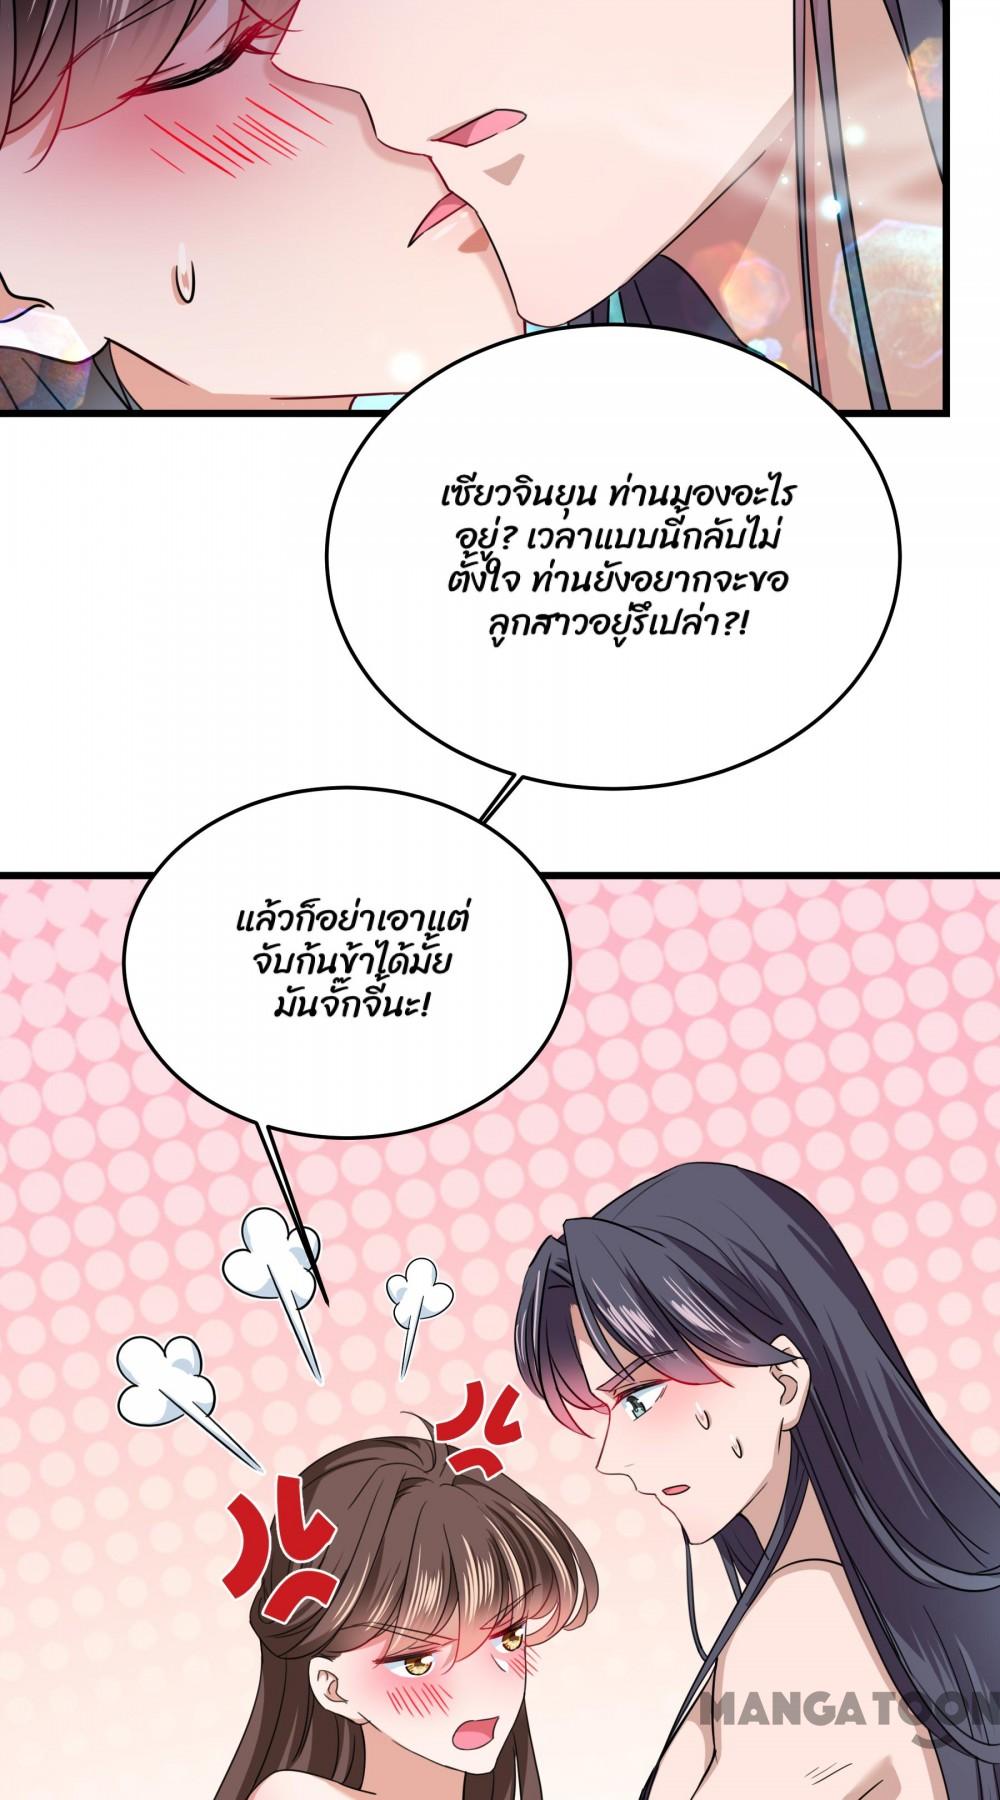 เซียวจินยุน ท่านมองอะไร
อยู่? เวลาแบบนี้กลับไม่
ตั้งใจ ท่านยังอยากจะขอ
ลูกสาวอยู่รึเปล่า?!
แล้วก็อย่าเอาแต่
จับก้นข้าได้มั้ย
มันจั๊กจี้นะ!
MANGATOON